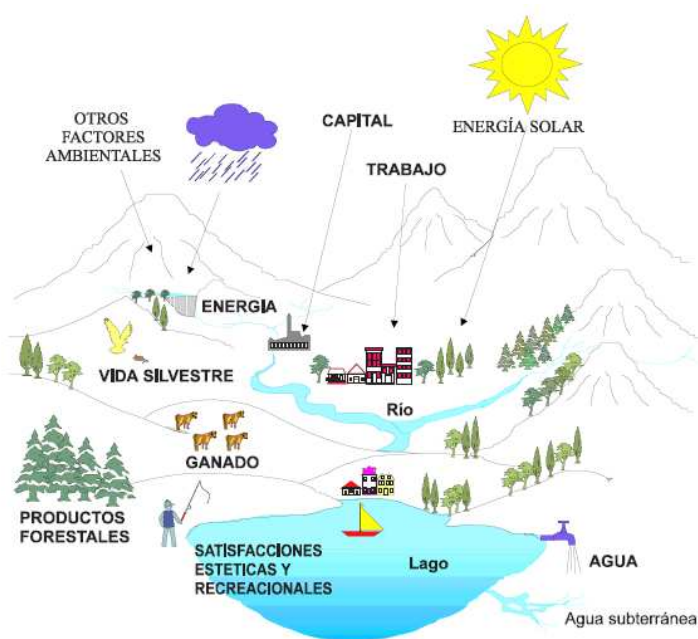 OTROS
FACTORES
AMBIENTALES
CAPITAL
ENERGÍA SOLAR
TRABAJO
ENERGIA
VIDA SILVESTRE
Río
GANADO
PRODUCTOS
FORESTALES
SATISFACCIONES
ESTETICAS Y
RECREACIONALES
Lago
AGUA
Agua subterránea